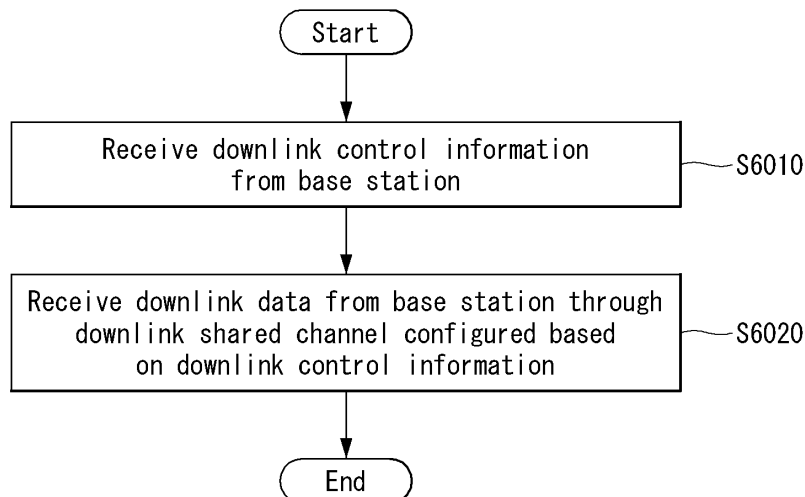 Start
Receive downlink control information
from base station
S6010
Receive downlink data from base station through
downlink shared channel configured based
on downlink control information
S6020
End